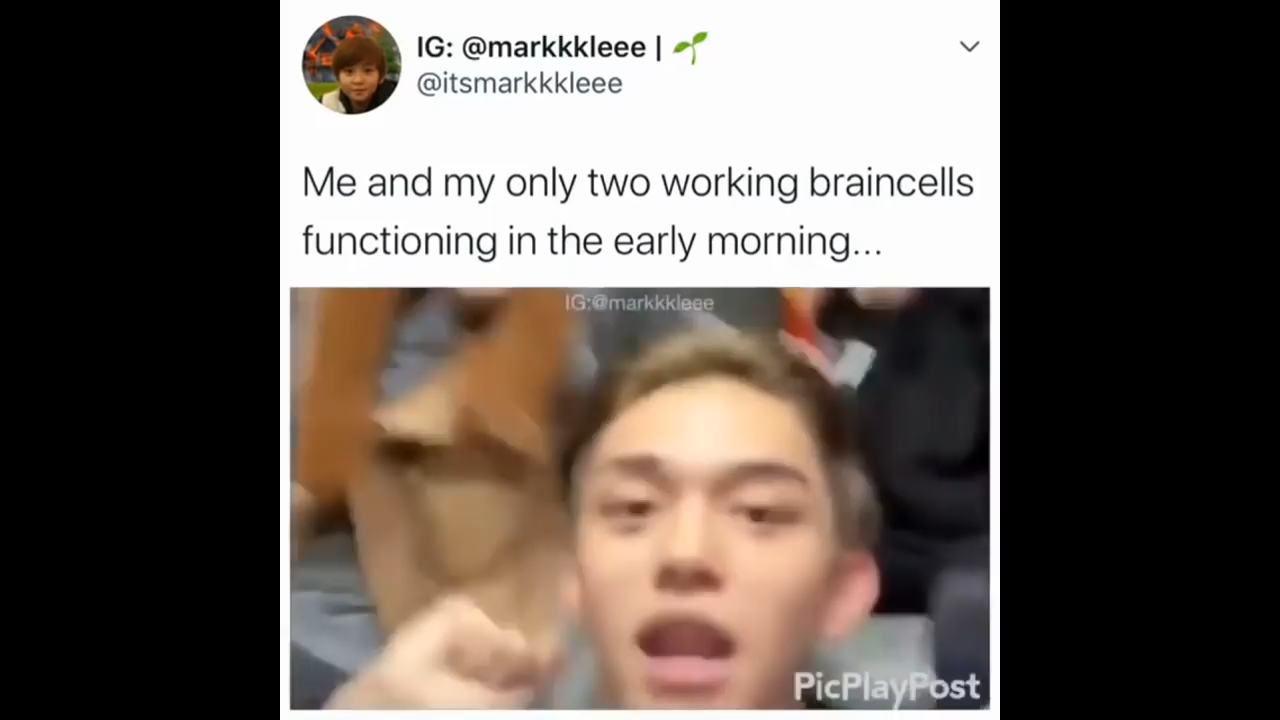 IG: @markkkleee | 🌱
@itsmarkkkleee
Me and my only two working braincells
functioning in the early morning...
IG:@markkkleee
PicPlayPost